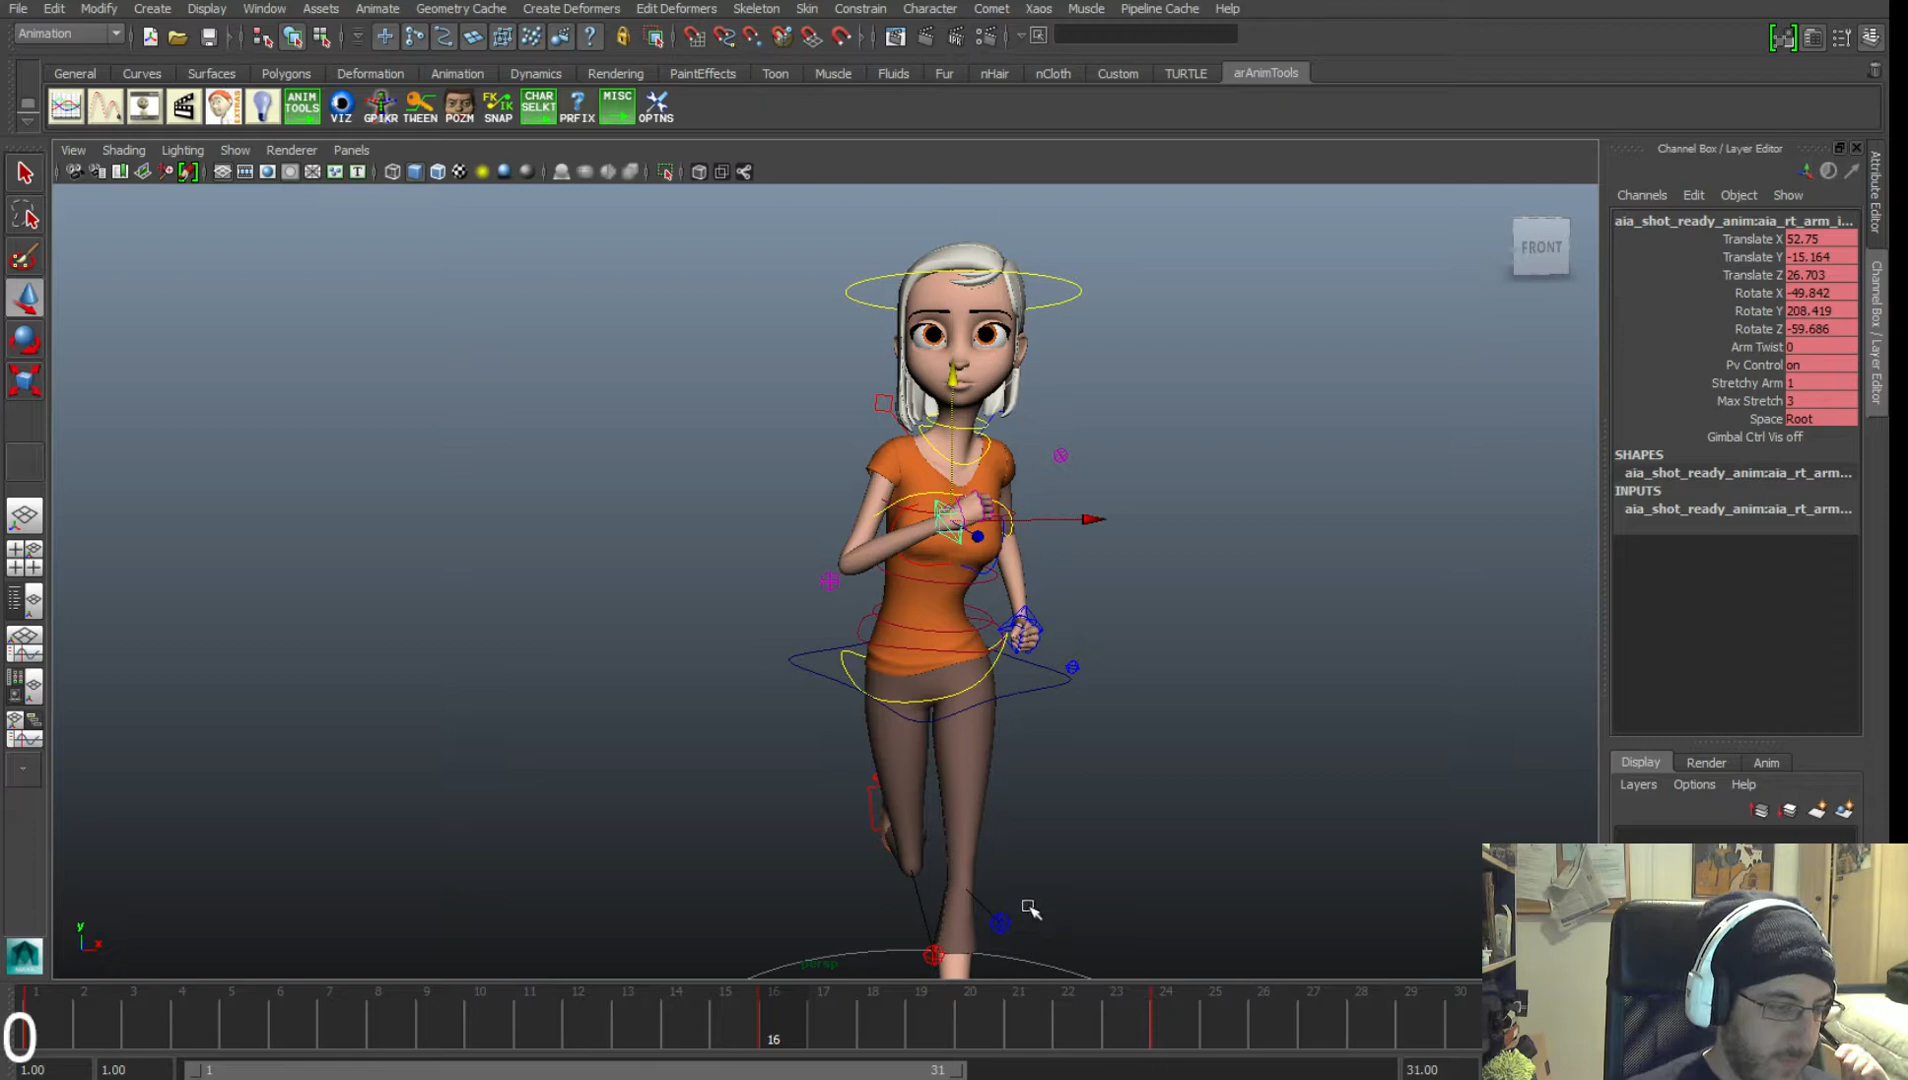 File Edit Modify Create Display Window Assets Animate Geometry Cache Create Deformers Edit Deformers Skeleton Skin Constrain Character Comet Xaos Muscle Pipeline Cache Help
Animation
General Curves Surfaces Polygons Deformation Animation Dynamics Rendering PaintEffects Toon Muscle Fluids Fur nHair nCloth Custom TURTLE arAnimTools
ANIM TOOLS VIZ GPIKR TWEEN POZM FK/IK SNAP CHAR SELKT PRFIX MISC OPTNS
View Shading Lighting Show Renderer Panels
FRONT
Channel Box / Layer Editor
Channels Edit Object Show
aia_shot_ready_anim:aia_rt_arm_i...
Translate X 52.75
Translate Y -15.164
Translate Z 26.703
Rotate X -49.842
Rotate Y 208.419
Rotate Z -59.686
Arm Twist 0
Pv Control on
Stretchy Arm 1
Max Stretch 3
Space Root
Gimbal Ctrl Vis off
SHAPES
aia_shot_ready_anim:aia_rt_arm...
INPUTS
aia_shot_ready_anim:aia_rt_arm...
Display Render Anim
Layers Options Help
Attribute Editor
Channel Box / Layer Editor
y
x
persp
1 2 3 4 5 6 7 8 9 10 11 12 13 14 15 16 17 18 19 20 21 22 23 24 25 26 27 28 29 30
16
0
1.00 1.00 1 31 31.00